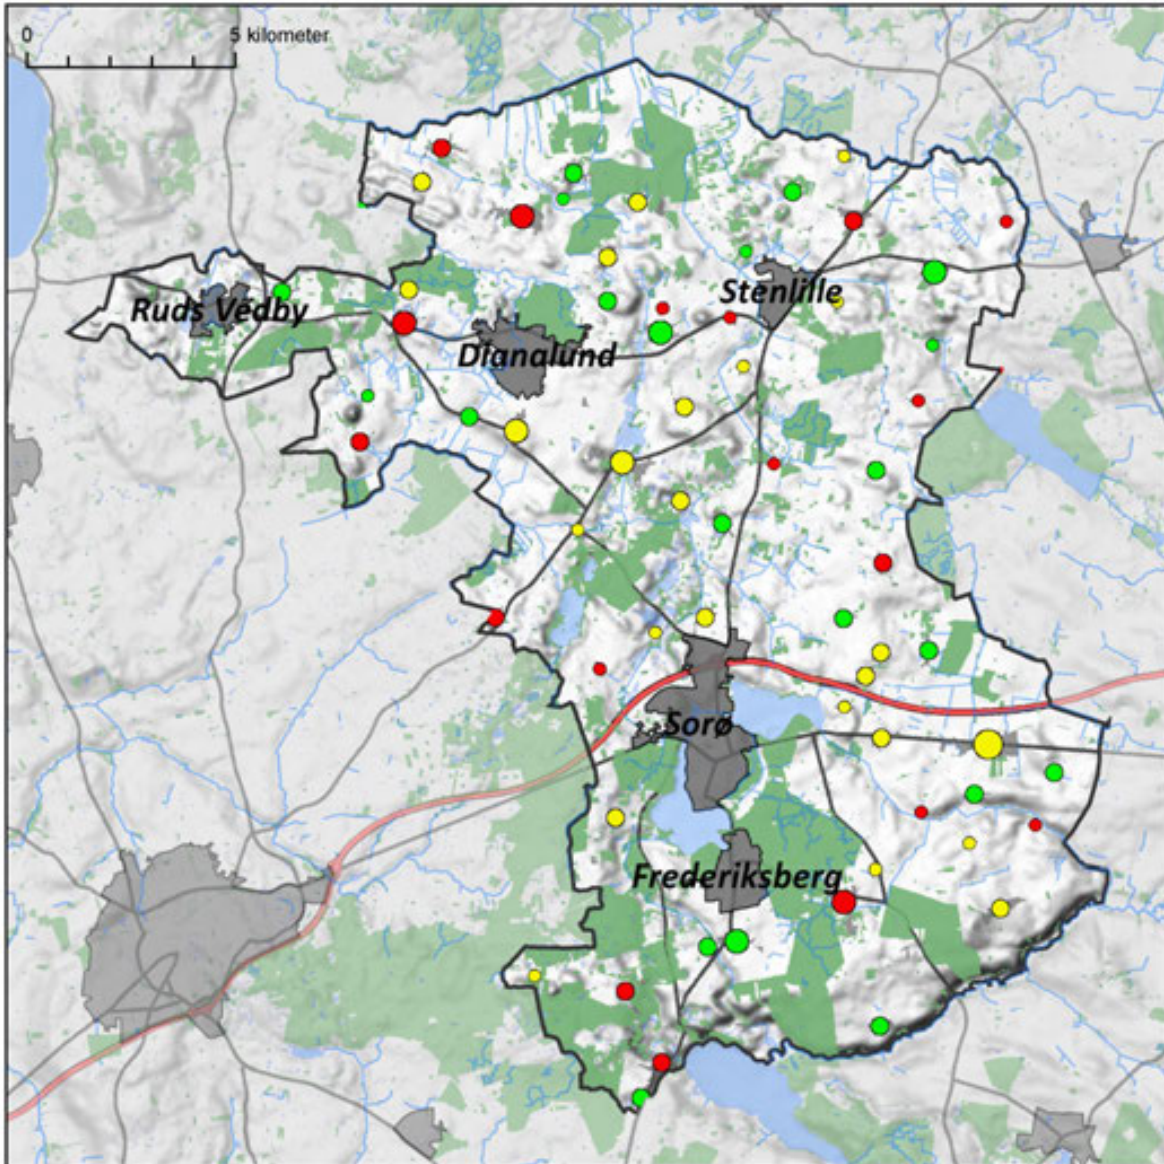 0 5 kilometer
Stenlille
Ruds Vedby
Dianalund
Sorø
Frederiksberg